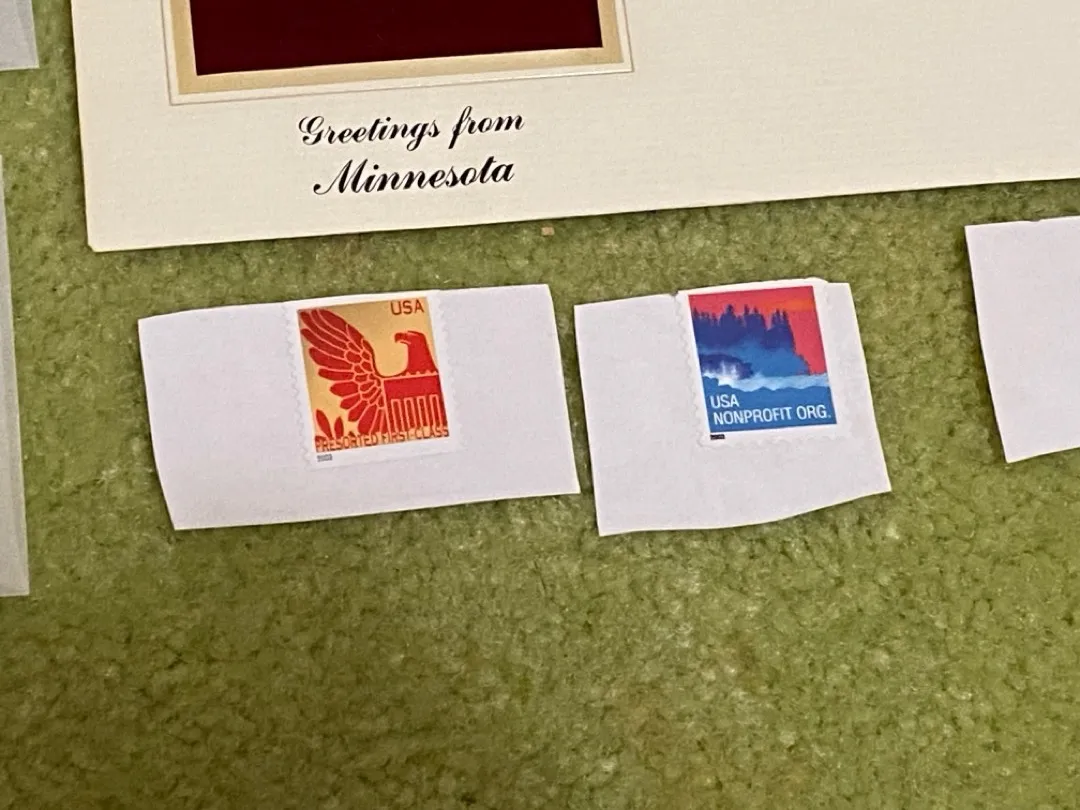 Greetings from
Minnesota
USA
PRESORTED FIRST-CLASS
USA
NONPROFIT ORG.